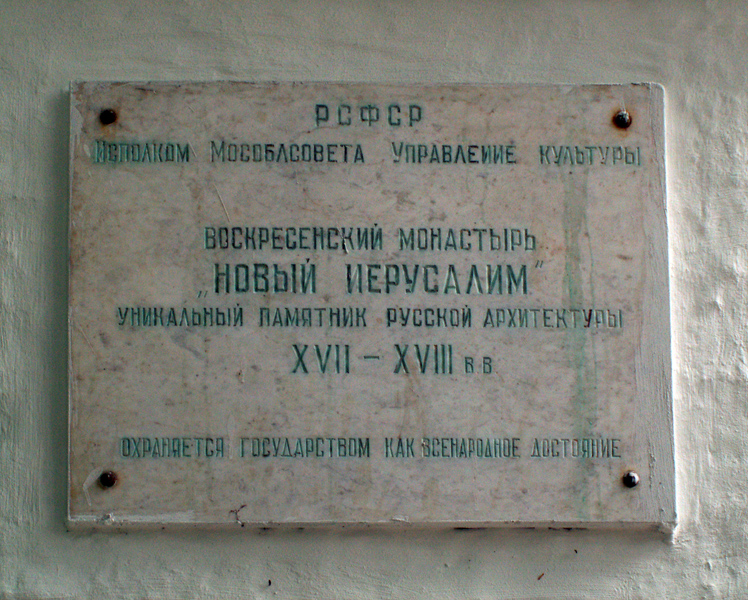 РСФСР
Исполком Мособлсовета Управление культуры
ВОСКРЕСЕНСКИЙ МОНАСТЫРЬ
„НОВЫЙ ИЕРУСАЛИМ"
УНИКАЛЬНЫЙ ПАМЯТНИК РУССКОЙ АРХИТЕКТУРЫ
XVII – XVIII в.в.
ОХРАНЯЕТСЯ ГОСУДАРСТВОМ КАК ВСЕНАРОДНОЕ ДОСТОЯНИЕ